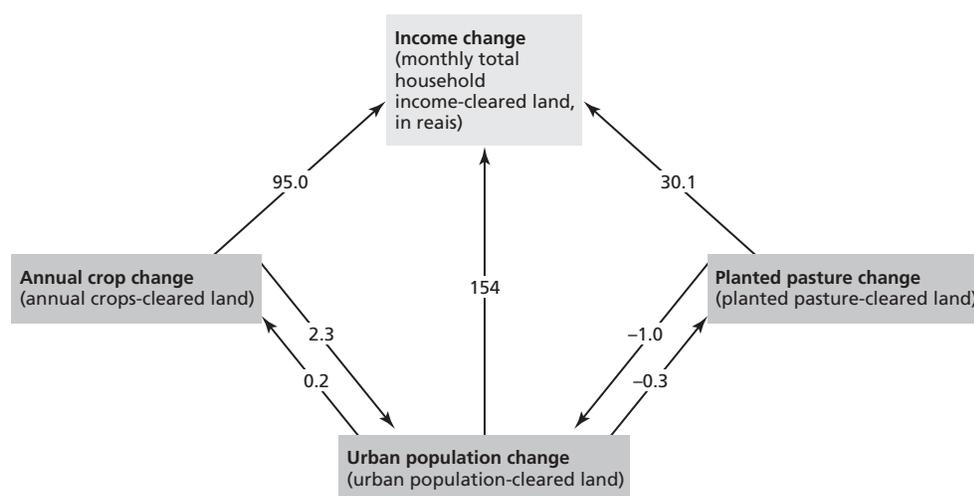 Income change
(monthly total
household
income-cleared land,
in reais)
95.0
30.1
Annual crop change
(annual crops-cleared land)
154
Planted pasture change
(planted pasture-cleared land)
2.3
–1.0
0.2
–0.3
Urban population change
(urban population-cleared land)